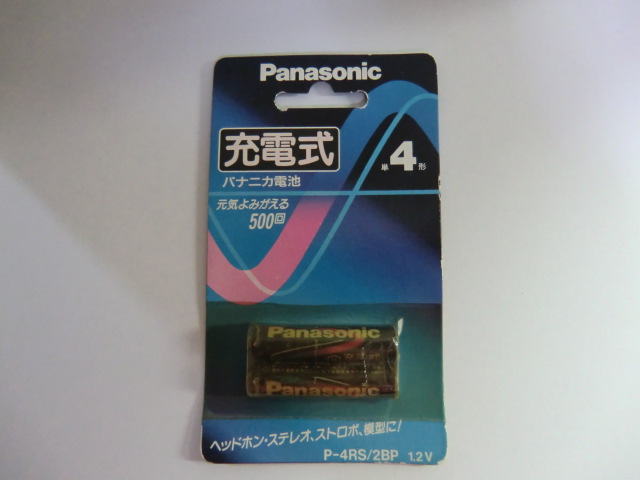 Panasonic
充電式
単4形
パナニカ電池
元気よみがえる
500回
Panasonic
Panasonic
ヘッドホン・ステレオ、ストロボ、模型に!
P-4RS/2BP 1.2V